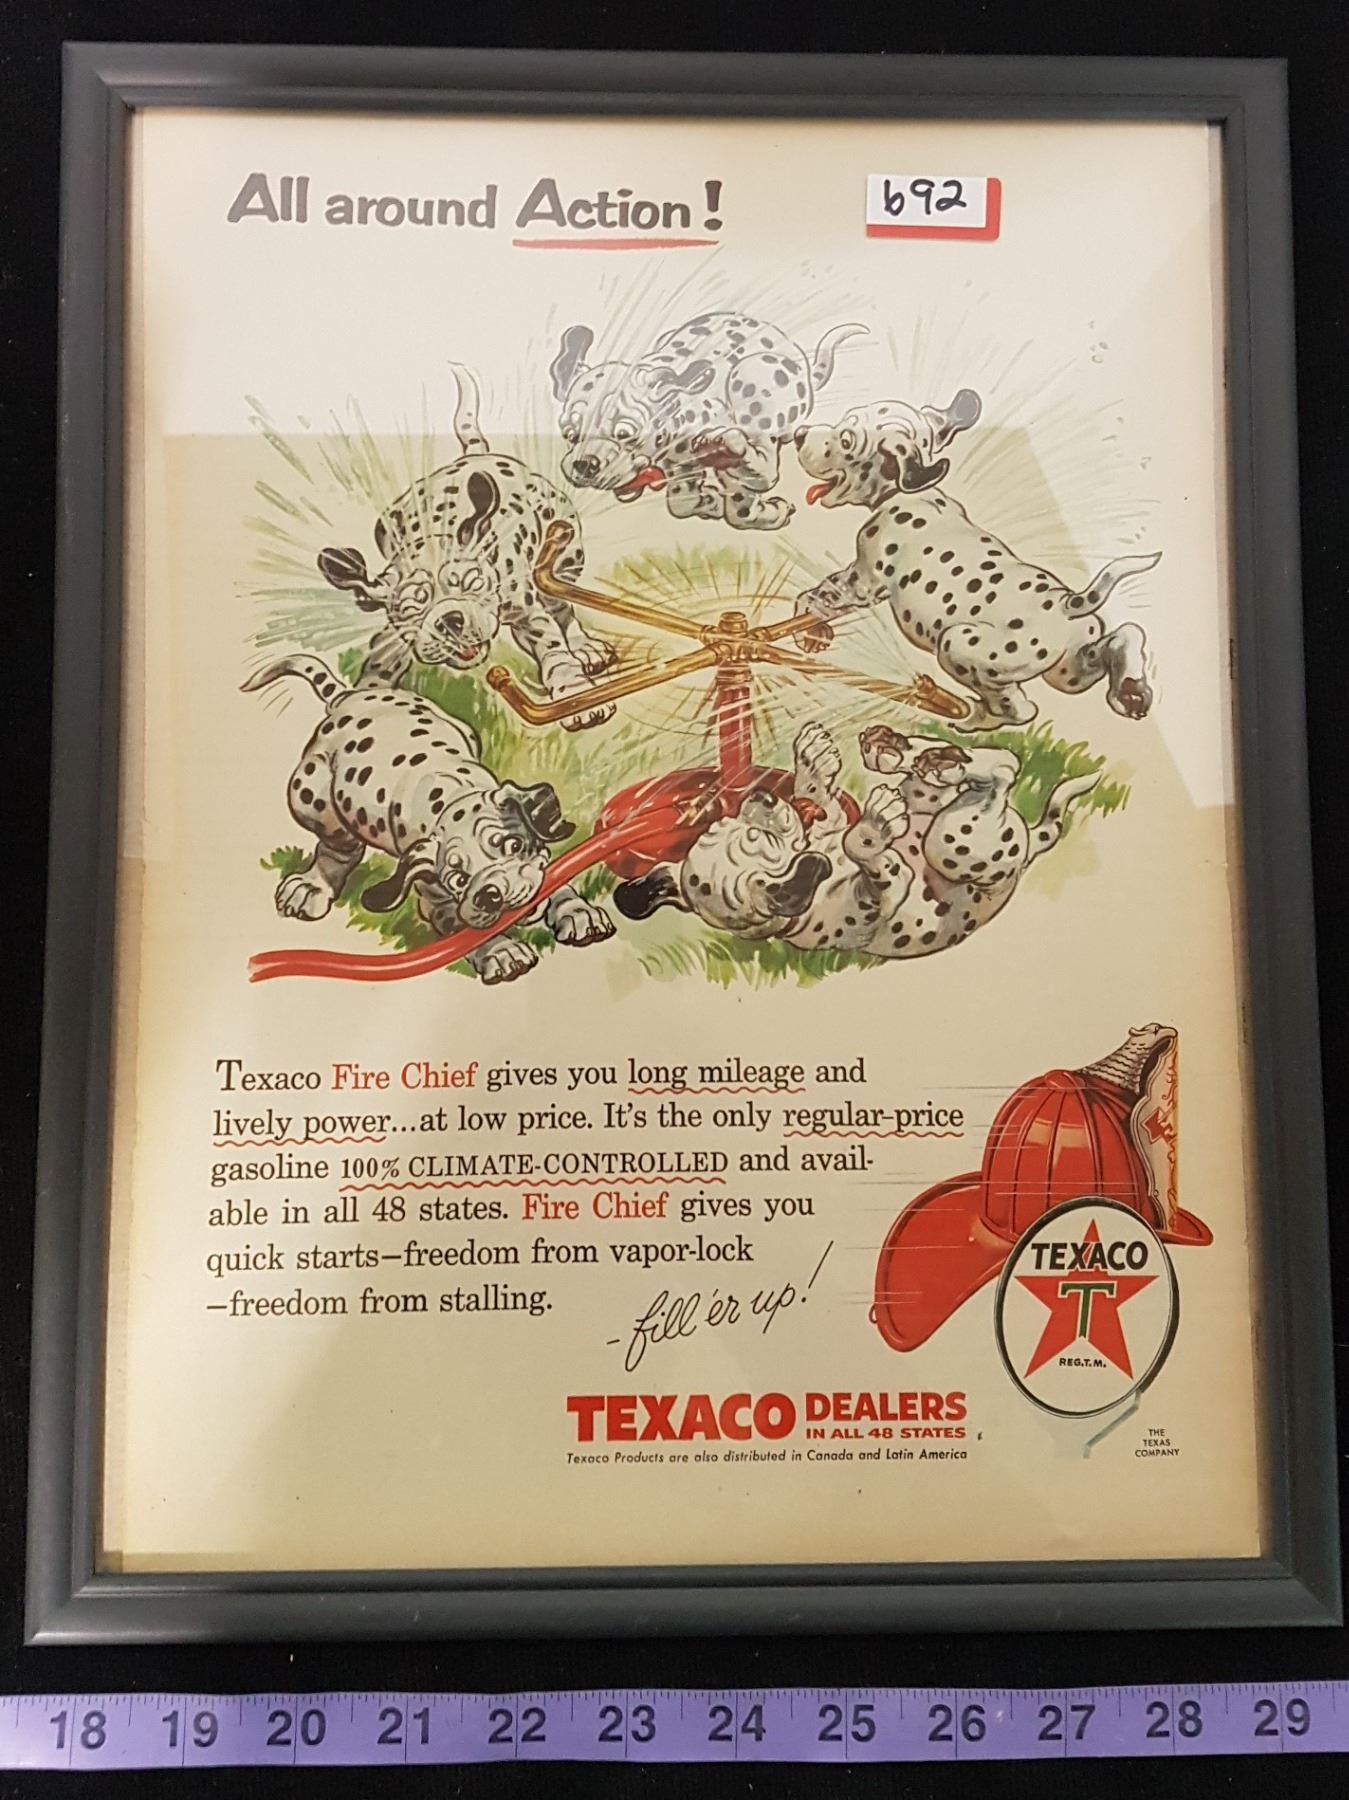 All around Action!
692
Texaco Fire Chief gives you long mileage and
lively power...at low price. It's the only regular-price
gasoline 100% CLIMATE-CONTROLLED and avail-
able in all 48 states. Fire Chief gives you
quick starts–freedom from vapor-lock
–freedom from stalling.
-fill 'er up!
TEXACO
T
REG.T.M.
TEXACO DEALERS
IN ALL 48 STATES
Texaco Products are also distributed in Canada and Latin America
THE
TEXAS
COMPANY
18 19 20 21 22 23 24 25 26 27 28 29